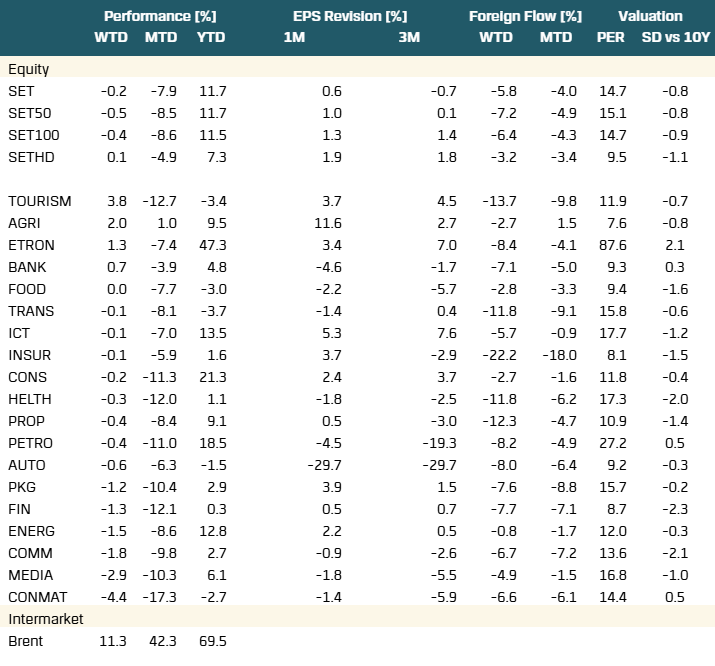 Performance [%] EPS Revision [%] Foreign Flow [%] Valuation
WTD MTD YTD 1M 3M WTD MTD PER SD vs 10Y
Equity
SET -0.2 -7.9 11.7 0.6 -0.7 -5.8 -4.0 14.7 -0.8
SET50 -0.5 -8.5 11.7 1.0 0.1 -7.2 -4.9 15.1 -0.8
SET100 -0.4 -8.6 11.5 1.3 1.4 -6.4 -4.3 14.7 -0.9
SETHD 0.1 -4.9 7.3 1.9 1.8 -3.2 -3.4 9.5 -1.1
TOURISM 3.8 -12.7 -3.4 3.7 4.5 -13.7 -9.8 11.9 -0.7
AGRI 2.0 1.0 9.5 11.6 2.7 -2.7 1.5 7.6 -0.8
ETRON 1.3 -7.4 47.3 3.4 7.0 -8.4 -4.1 87.6 2.1
BANK 0.7 -3.9 4.8 -4.6 -1.7 -7.1 -5.0 9.3 0.3
FOOD 0.0 -7.7 -3.0 -2.2 -5.7 -2.8 -3.3 9.4 -1.6
TRANS -0.1 -8.1 -3.7 -1.4 0.4 -11.8 -9.1 15.8 -0.6
ICT -0.1 -7.0 13.5 5.3 7.6 -5.7 -0.9 17.7 -1.2
INSUR -0.1 -5.9 1.6 3.7 -2.9 -22.2 -18.0 8.1 -1.5
CONS -0.2 -11.3 21.3 2.4 3.7 -2.7 -1.6 11.8 -0.4
HELTH -0.3 -12.0 1.1 -1.8 -2.5 -11.8 -6.2 17.3 -2.0
PROP -0.4 -8.4 9.1 0.5 -3.0 -12.3 -4.7 10.9 -1.4
PETRO -0.4 -11.0 18.5 -4.5 -19.3 -8.2 -4.9 27.2 0.5
AUTO -0.6 -6.3 -1.5 -29.7 -29.7 -8.0 -6.4 9.2 -0.3
PKG -1.2 -10.4 2.9 3.9 1.5 -7.6 -8.8 15.7 -0.2
FIN -1.3 -12.1 0.3 0.5 0.7 -7.7 -7.1 8.7 -2.3
ENERG -1.5 -8.6 12.8 2.2 0.5 -0.8 -1.7 12.0 -0.3
COMM -1.8 -9.8 2.7 -0.9 -2.6 -6.7 -7.2 13.6 -2.1
MEDIA -2.9 -10.3 6.1 -1.8 -5.5 -4.9 -1.5 16.8 -1.0
CONMAT -4.4 -17.3 -2.7 -1.4 -5.9 -6.6 -6.1 14.4 0.5
Intermarket
Brent 11.3 42.3 69.5